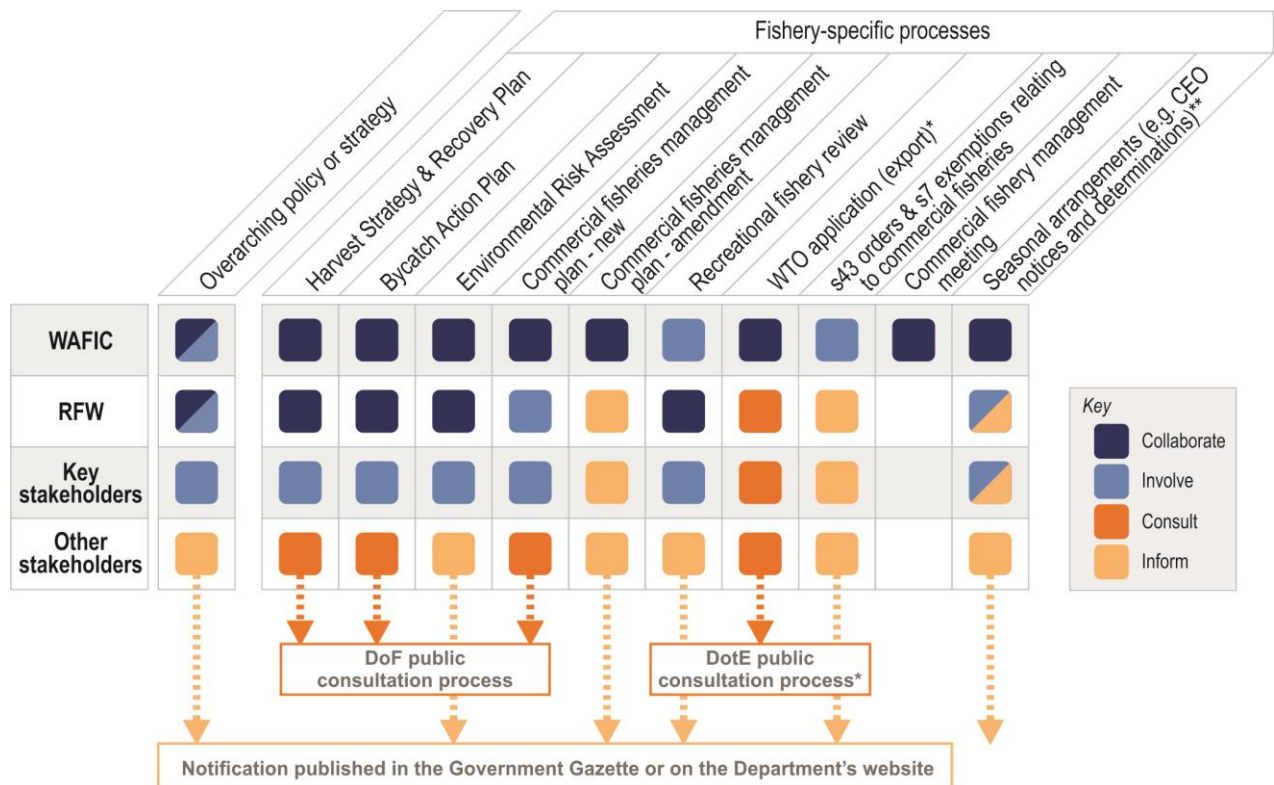 Fishery-specific processes
Overarching policy or strategy
Harvest Strategy & Recovery Plan
Bycatch Action Plan
Environmental Risk Assessment
Commercial fisheries management
plan - new
Commercial fisheries management
plan - amendment
Recreational fishery review
WTO application (export)*
s43 orders & s7 exemptions relating
to commercial fisheries
Commercial fishery management
meeting
Seasonal arrangements (e.g. CEO
notices and determinations)**
WAFIC
RFW
Key
stakeholders
Other
stakeholders
Key
Collaborate
Involve
Consult
Inform
DoF public
consultation process
DotE public
consultation process*
Notification published in the Government Gazette or on the Department's website